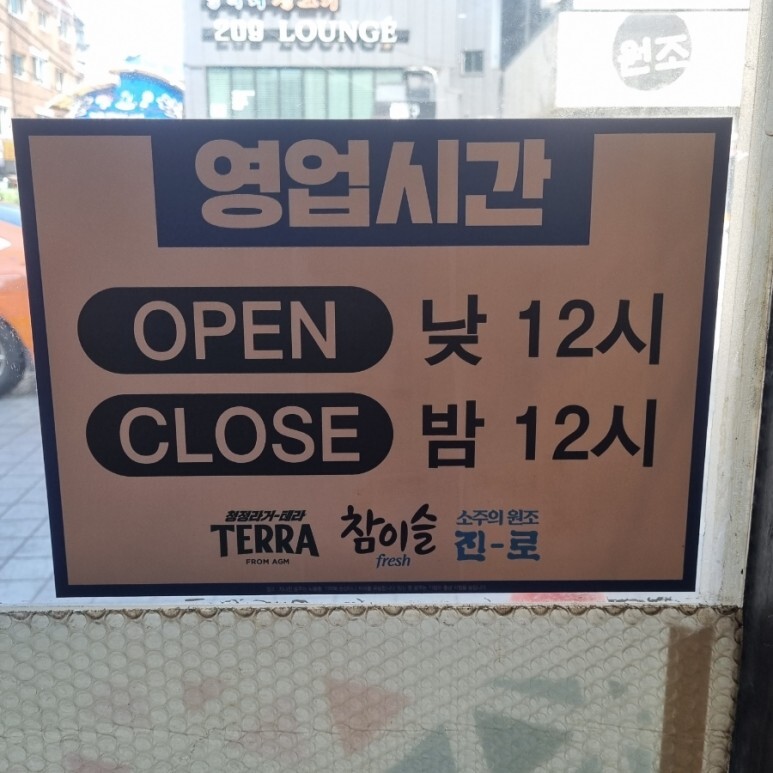 209 LOUNGE
원조
영업시간
OPEN 낮 12시
CLOSE 밤 12시
청정라거-테라
TERRA
FROM AGM
참이슬
fresh
소주의 원조
진-로